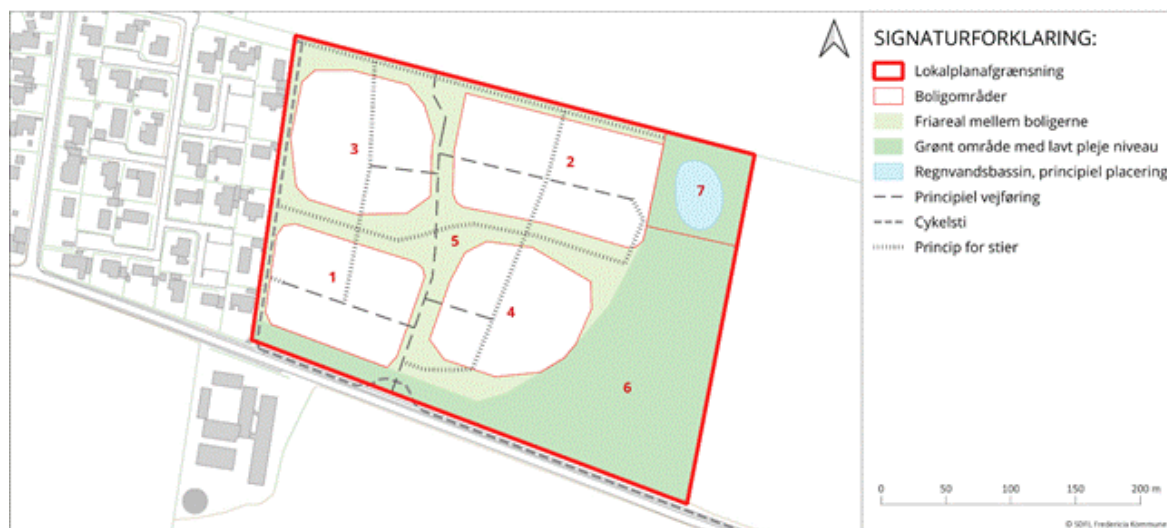 SIGNATURFORKLARING:
Lokalplanafgrænsning
Boligområder
Friareal mellem boligerne
Grønt område med lavt pleje niveau
Regnvandsbassin, principiel placering
Principiel vejføring
Cykelsti
Princip for stier
3
2
7
5
1
4
6
0 50 100 150 200 m
© SDFI, Fredericia Kommune